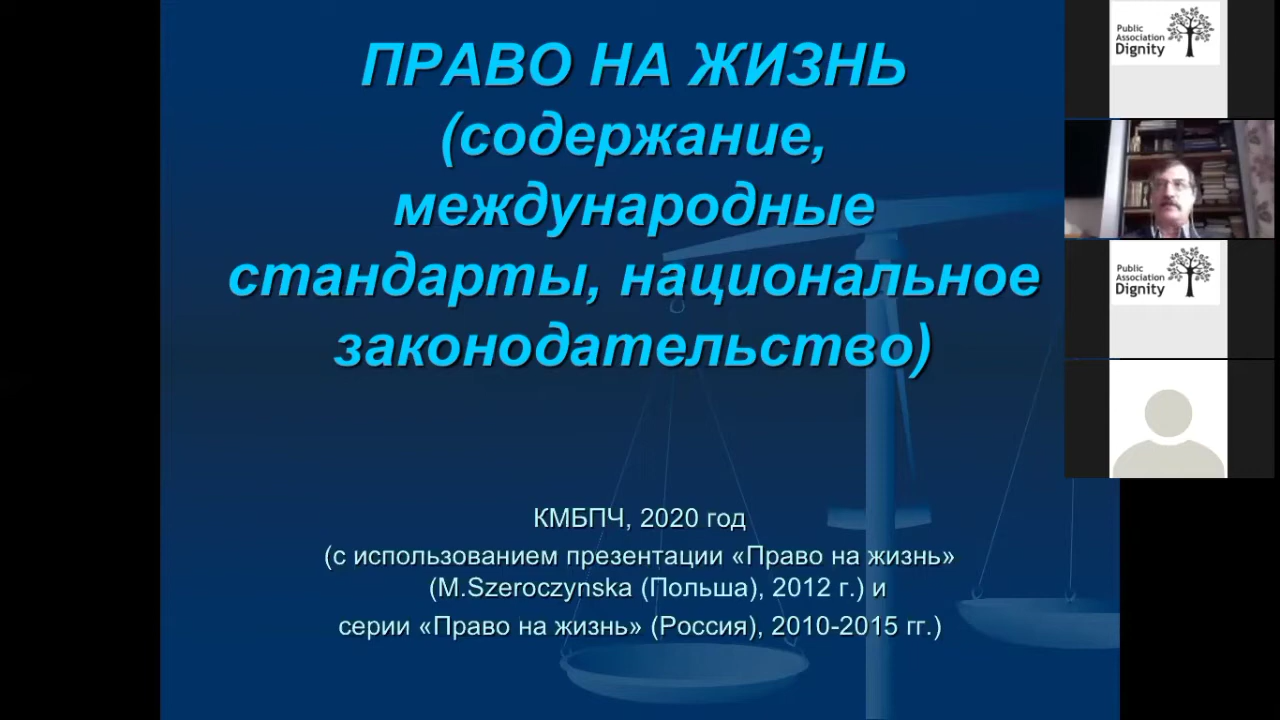 ПРАВО НА ЖИЗНЬ
(содержание,
международные
стандарты, национальное
законодательство)
КМБПЧ, 2020 год
(с использованием презентации «Право на жизнь»
(M.Szeroczynska (Польша), 2012 г.) и
серии «Право на жизнь» (Россия), 2010-2015 гг.)
Public
Association
Dignity
Public
Association
Dignity